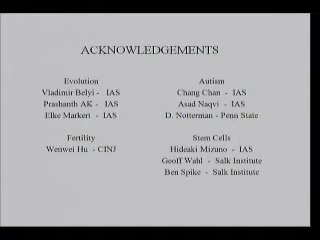 ACKNOWLEDGEMENTS
Evolution
Vladimir Belyi - IAS
Prashanth AK - IAS
Elke Markert - IAS
Fertility
Wenwei Hu - CINJ
Autism
Chang Chan - IAS
Asad Naqvi - IAS
D. Notterman - Penn State
Stem Cells
Hideaki Mizuno - IAS
Geoff Wahl - Salk Institute
Ben Spike - Salk Institute